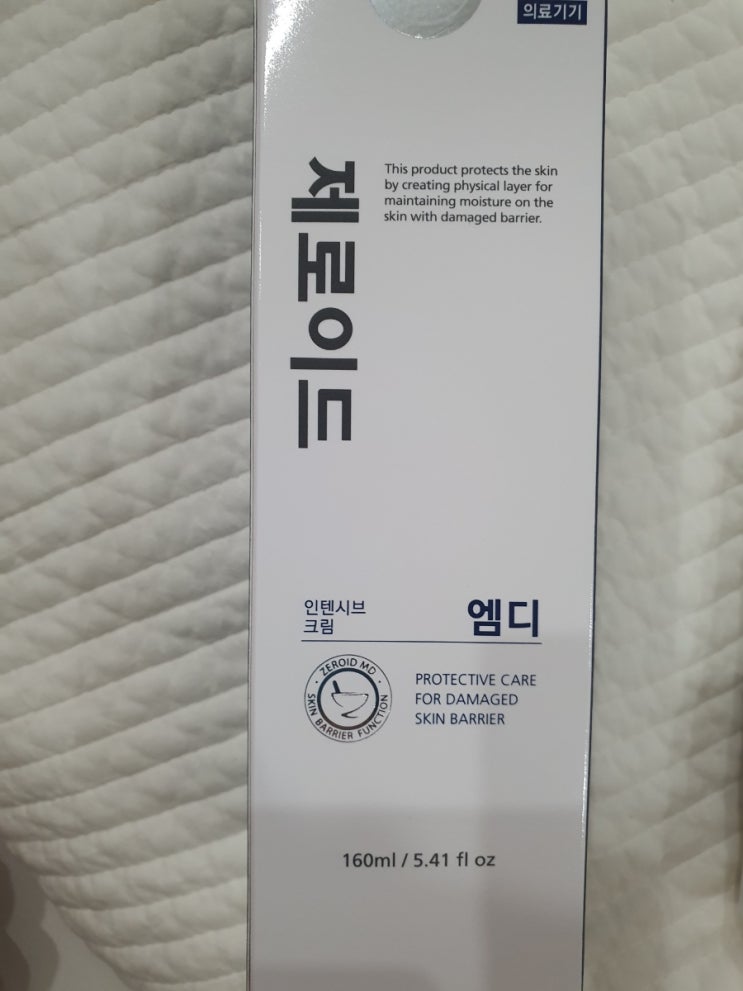 의료기기
제로이드
This product protects the skin
by creating physical layer for
maintaining moisture on the
skin with damaged barrier.
인텐시브
크림
엠디
· ZEROID MD ·
SKIN BARRIER FUNCTION
PROTECTIVE CARE
FOR DAMAGED
SKIN BARRIER
160ml / 5.41 fl oz